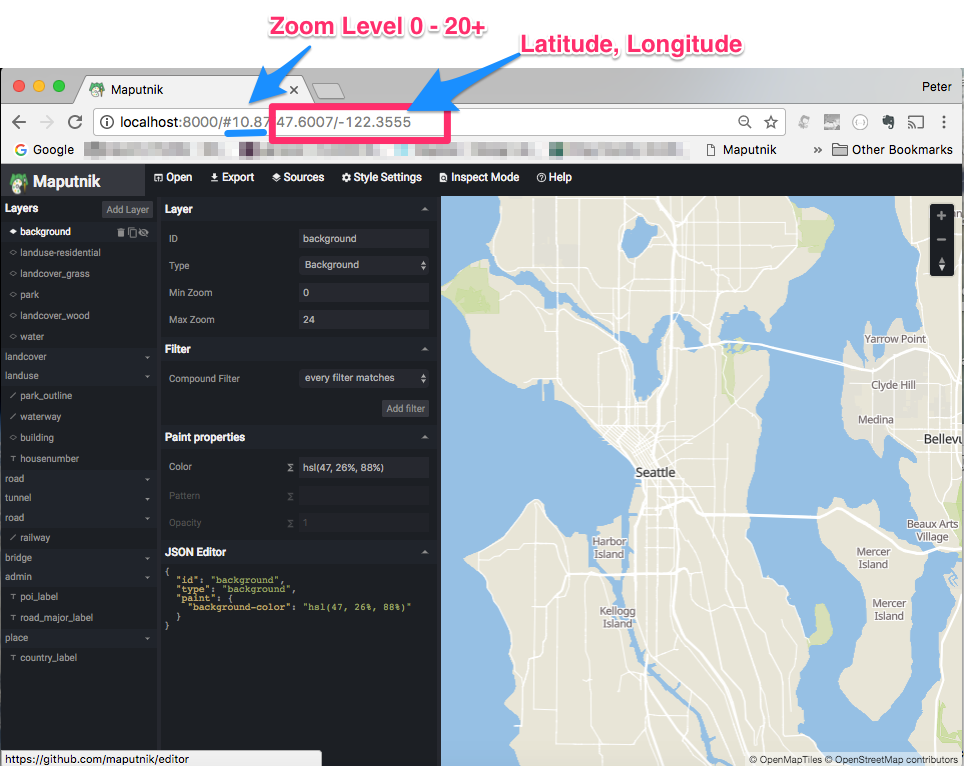 Zoom Level 0 - 20+
Latitude, Longitude
Maputnik
Peter
localhost:8000/#10.87/47.6007/-122.3555
Google
Maputnik
»
Other Bookmarks
Maputnik
Open
Export
Sources
Style Settings
Inspect Mode
Help
Layers
Add Layer
background
landuse-residential
landcover_grass
park
landcover_wood
water
landcover
landuse
park_outline
waterway
building
housenumber
road
tunnel
road
railway
bridge
admin
poi_label
road_major_label
place
country_label
Layer
ID
background
Type
Background
Min Zoom
0
Max Zoom
24
Filter
Compound Filter
every filter matches
Add filter
Paint properties
Color
Σ
hsl(47, 26%, 88%)
Pattern
Σ
Opacity
Σ
1
JSON Editor
{
"id": "background",
"type": "background",
"paint": {
"background-color": "hsl(47, 26%, 88%)"
}
}
Yarrow Point
Clyde Hill
Medina
Bellevu
Seattle
Beaux Arts
Village
Harbor
Island
Mercer
Island
Mercer
Island
Kellogg
Island
https://github.com/maputnik/editor
© OpenMapTiles © OpenStreetMap contributors